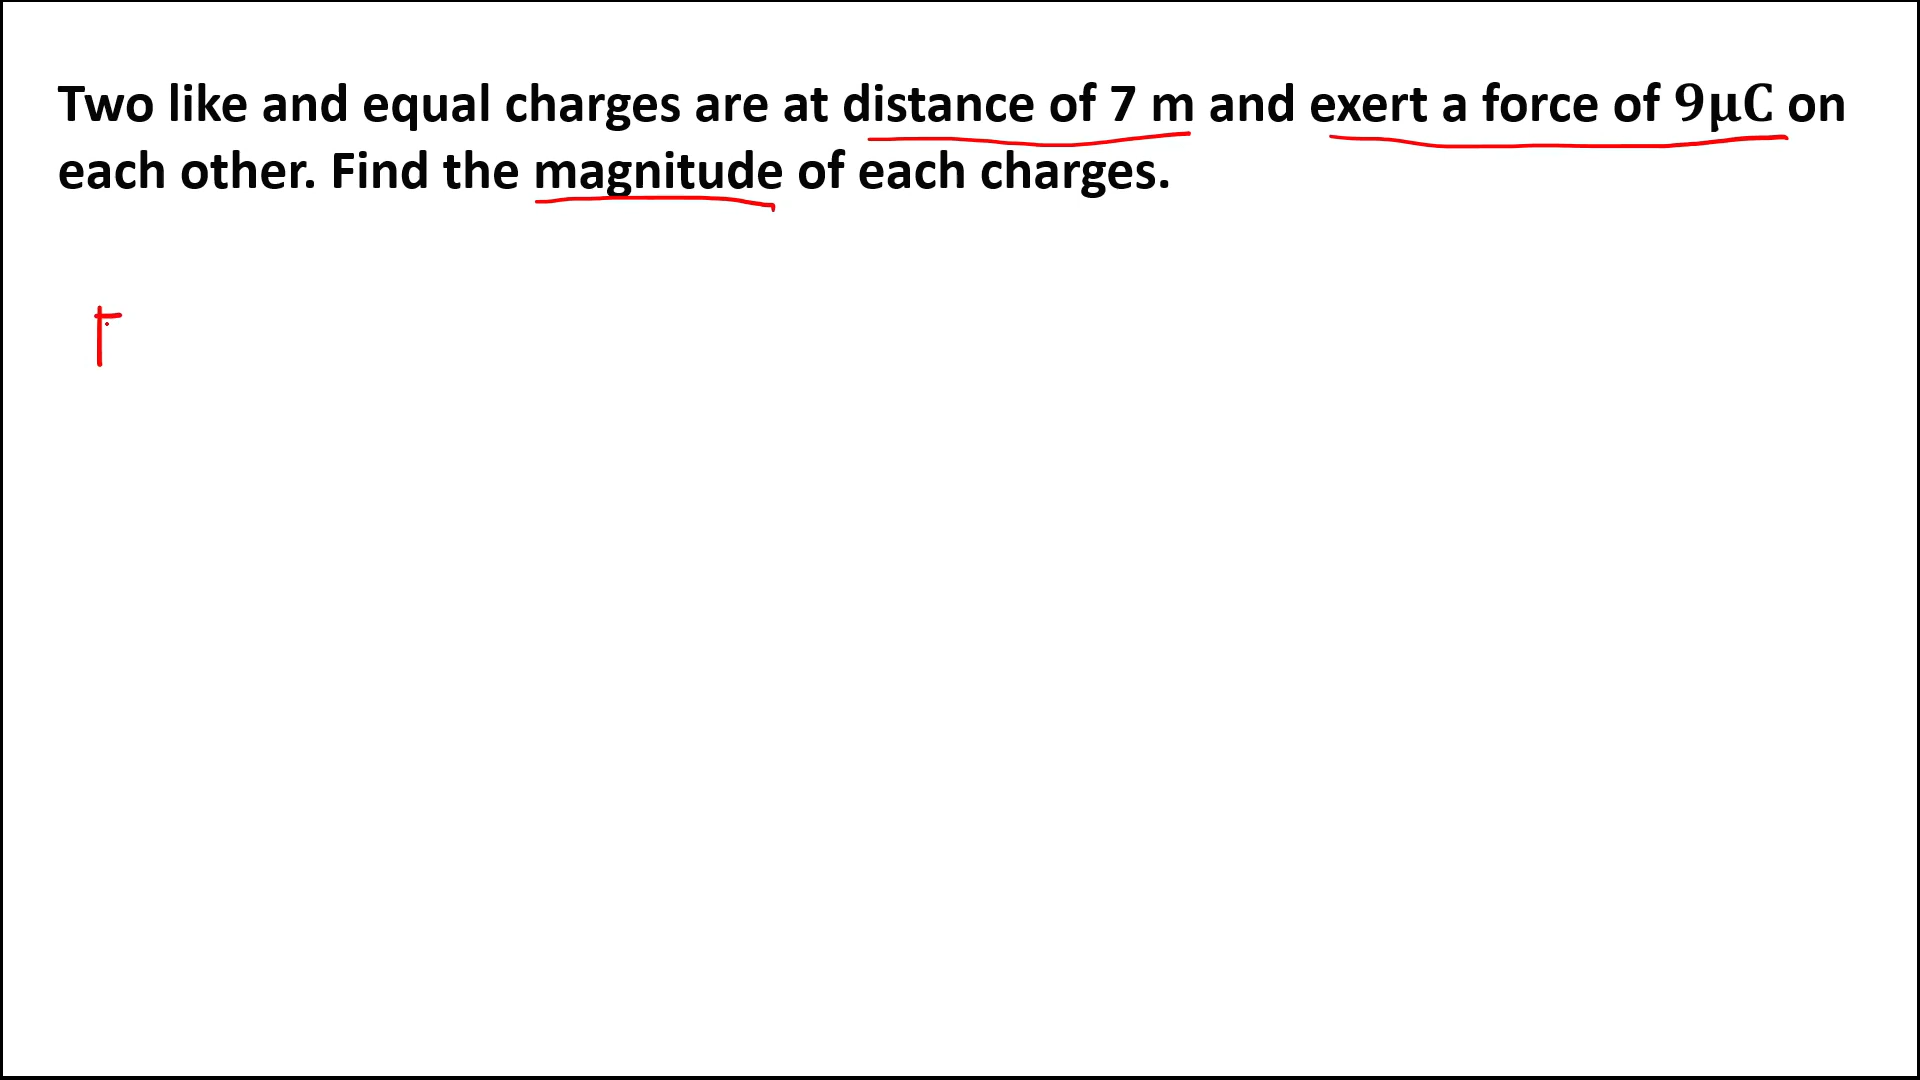 Two like and equal charges are at distance of 7 m and exert a force of 9μC on
each other. Find the magnitude of each charges.